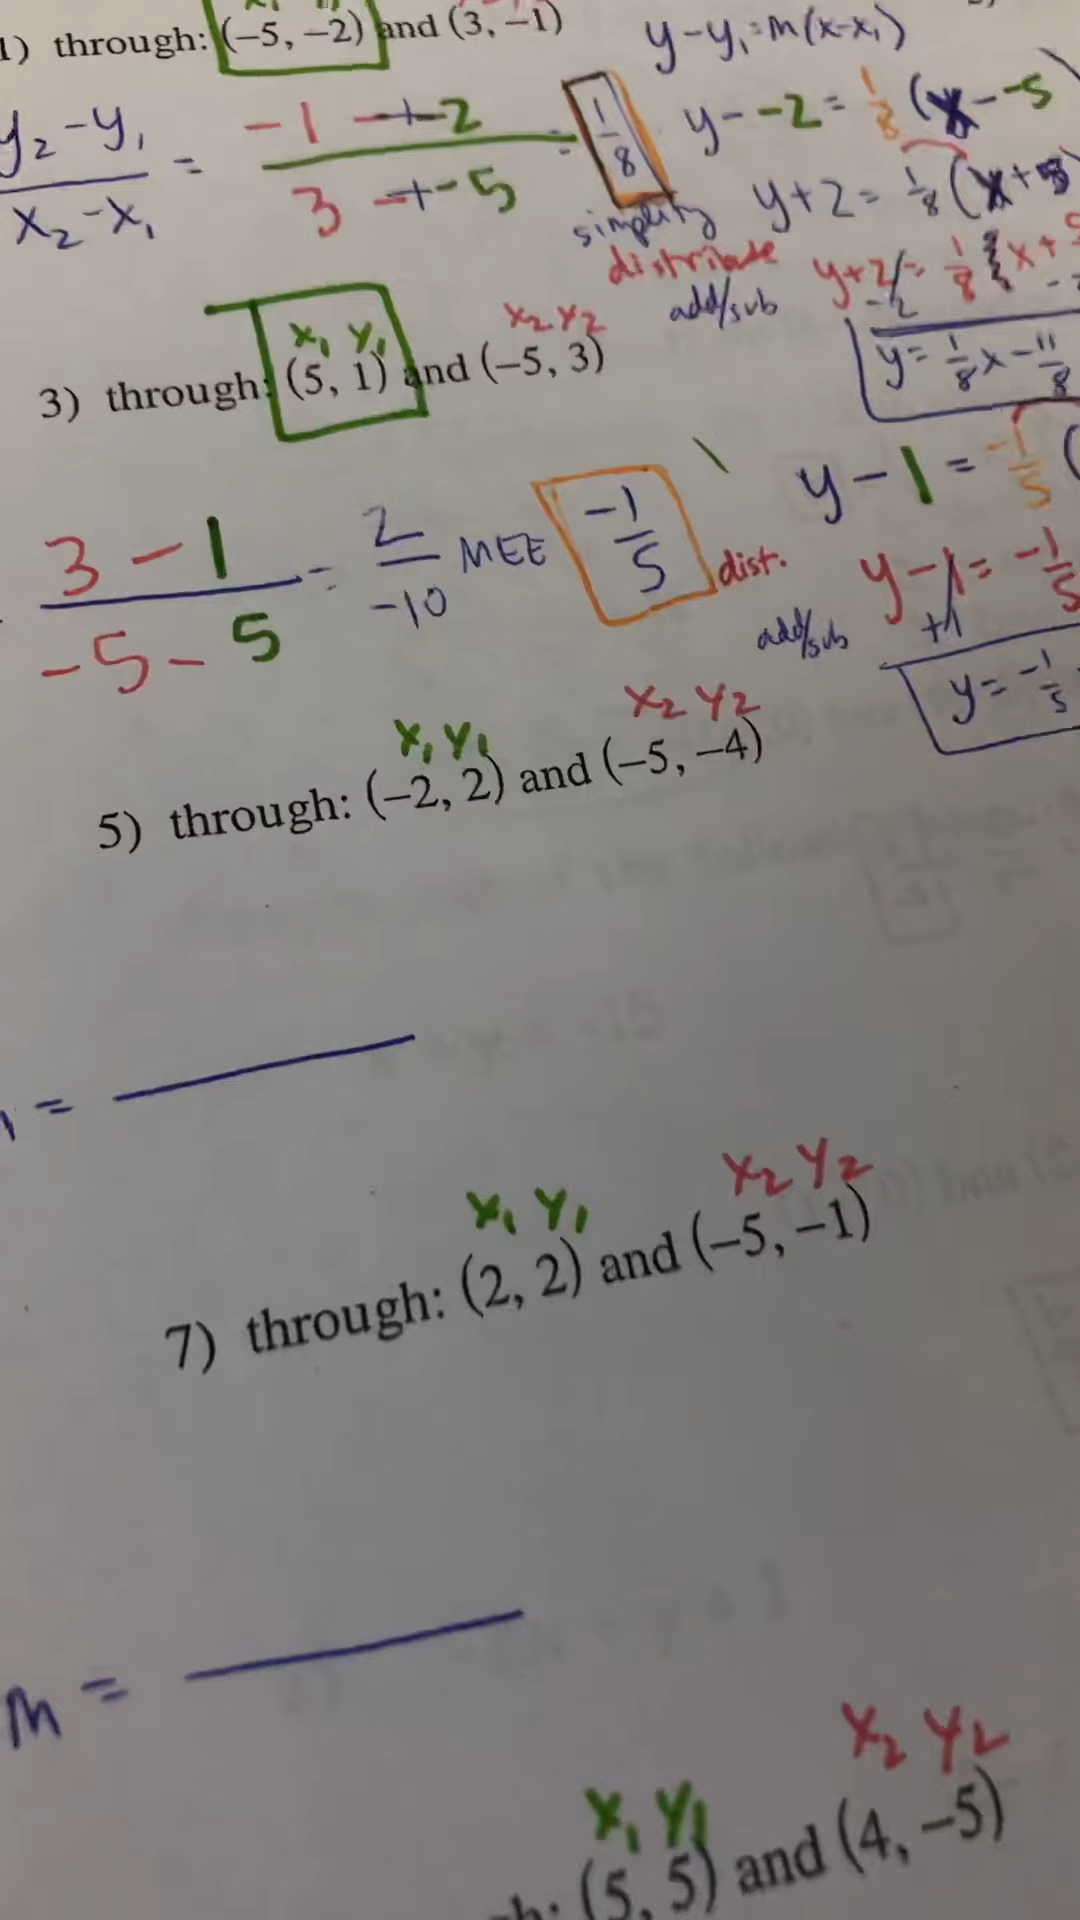 1) through: (−5, −2) and (3, −1)
y-y₁=m(x-x₁)
y₂-y₁ / x₂-x₁ = -1 -+-2 / 3 -+-5 = 1/8
y--2= 1/8 (x--5
simplify y+2= 1/8 (x+5)
distribute y+2= 1/8 x+
add/sub -2
y= 1/8x-11/8
x₁ y₁ x₂ y₂
3) through: (5, 1) and (−5, 3)
3-1 / -5-5 = 2/-10 MEE -1/5
y-1= -1/5 (
dist. y-1= -1/5
add/sub +1
y= -1/5
x₁ y₁ x₂ y₂
5) through: (−2, 2) and (−5, −4)
=
x₁ y₁ x₂ y₂
7) through: (2, 2) and (−5, −1)
m =
x₁ y₁ x₂ y₂
h: (5, 5) and (4, −5)